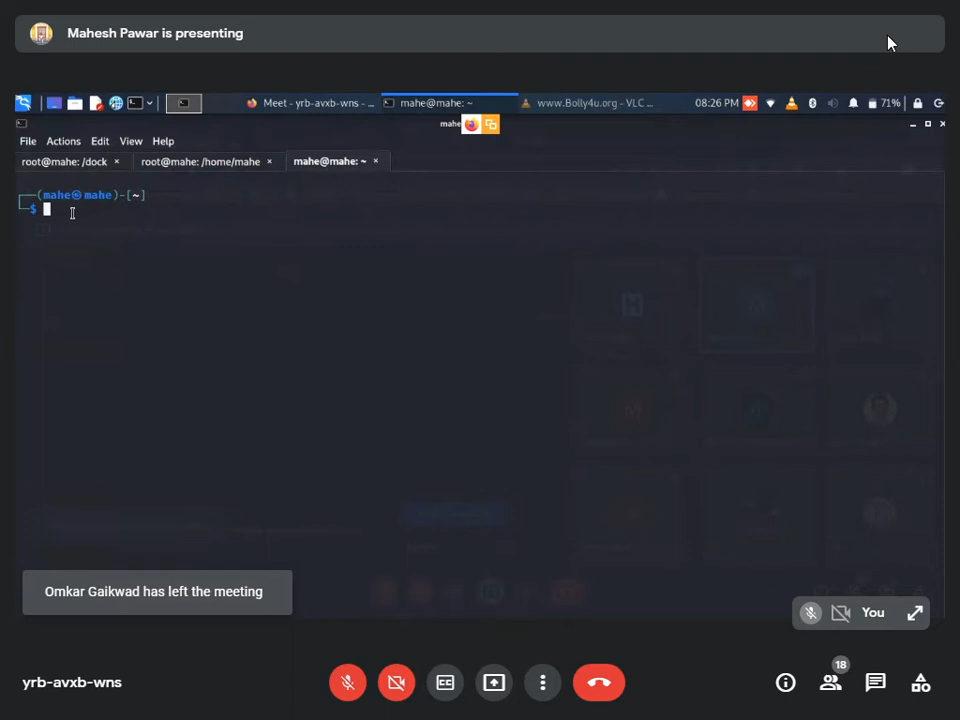 Mahesh Pawar is presenting
Meet - yrb-avxb-wns - ...
mahe@mahe: ~
www.Bolly4u.org - VLC ...
08:26 PM
71%
mahe
File Actions Edit View Help
root@mahe: /dock ×
root@mahe: /home/mahe ×
mahe@mahe: ~ ×
┌──(mahe㉿mahe)-[~]
└─$
Omkar Gaikwad has left the meeting
You
18
yrb-avxb-wns